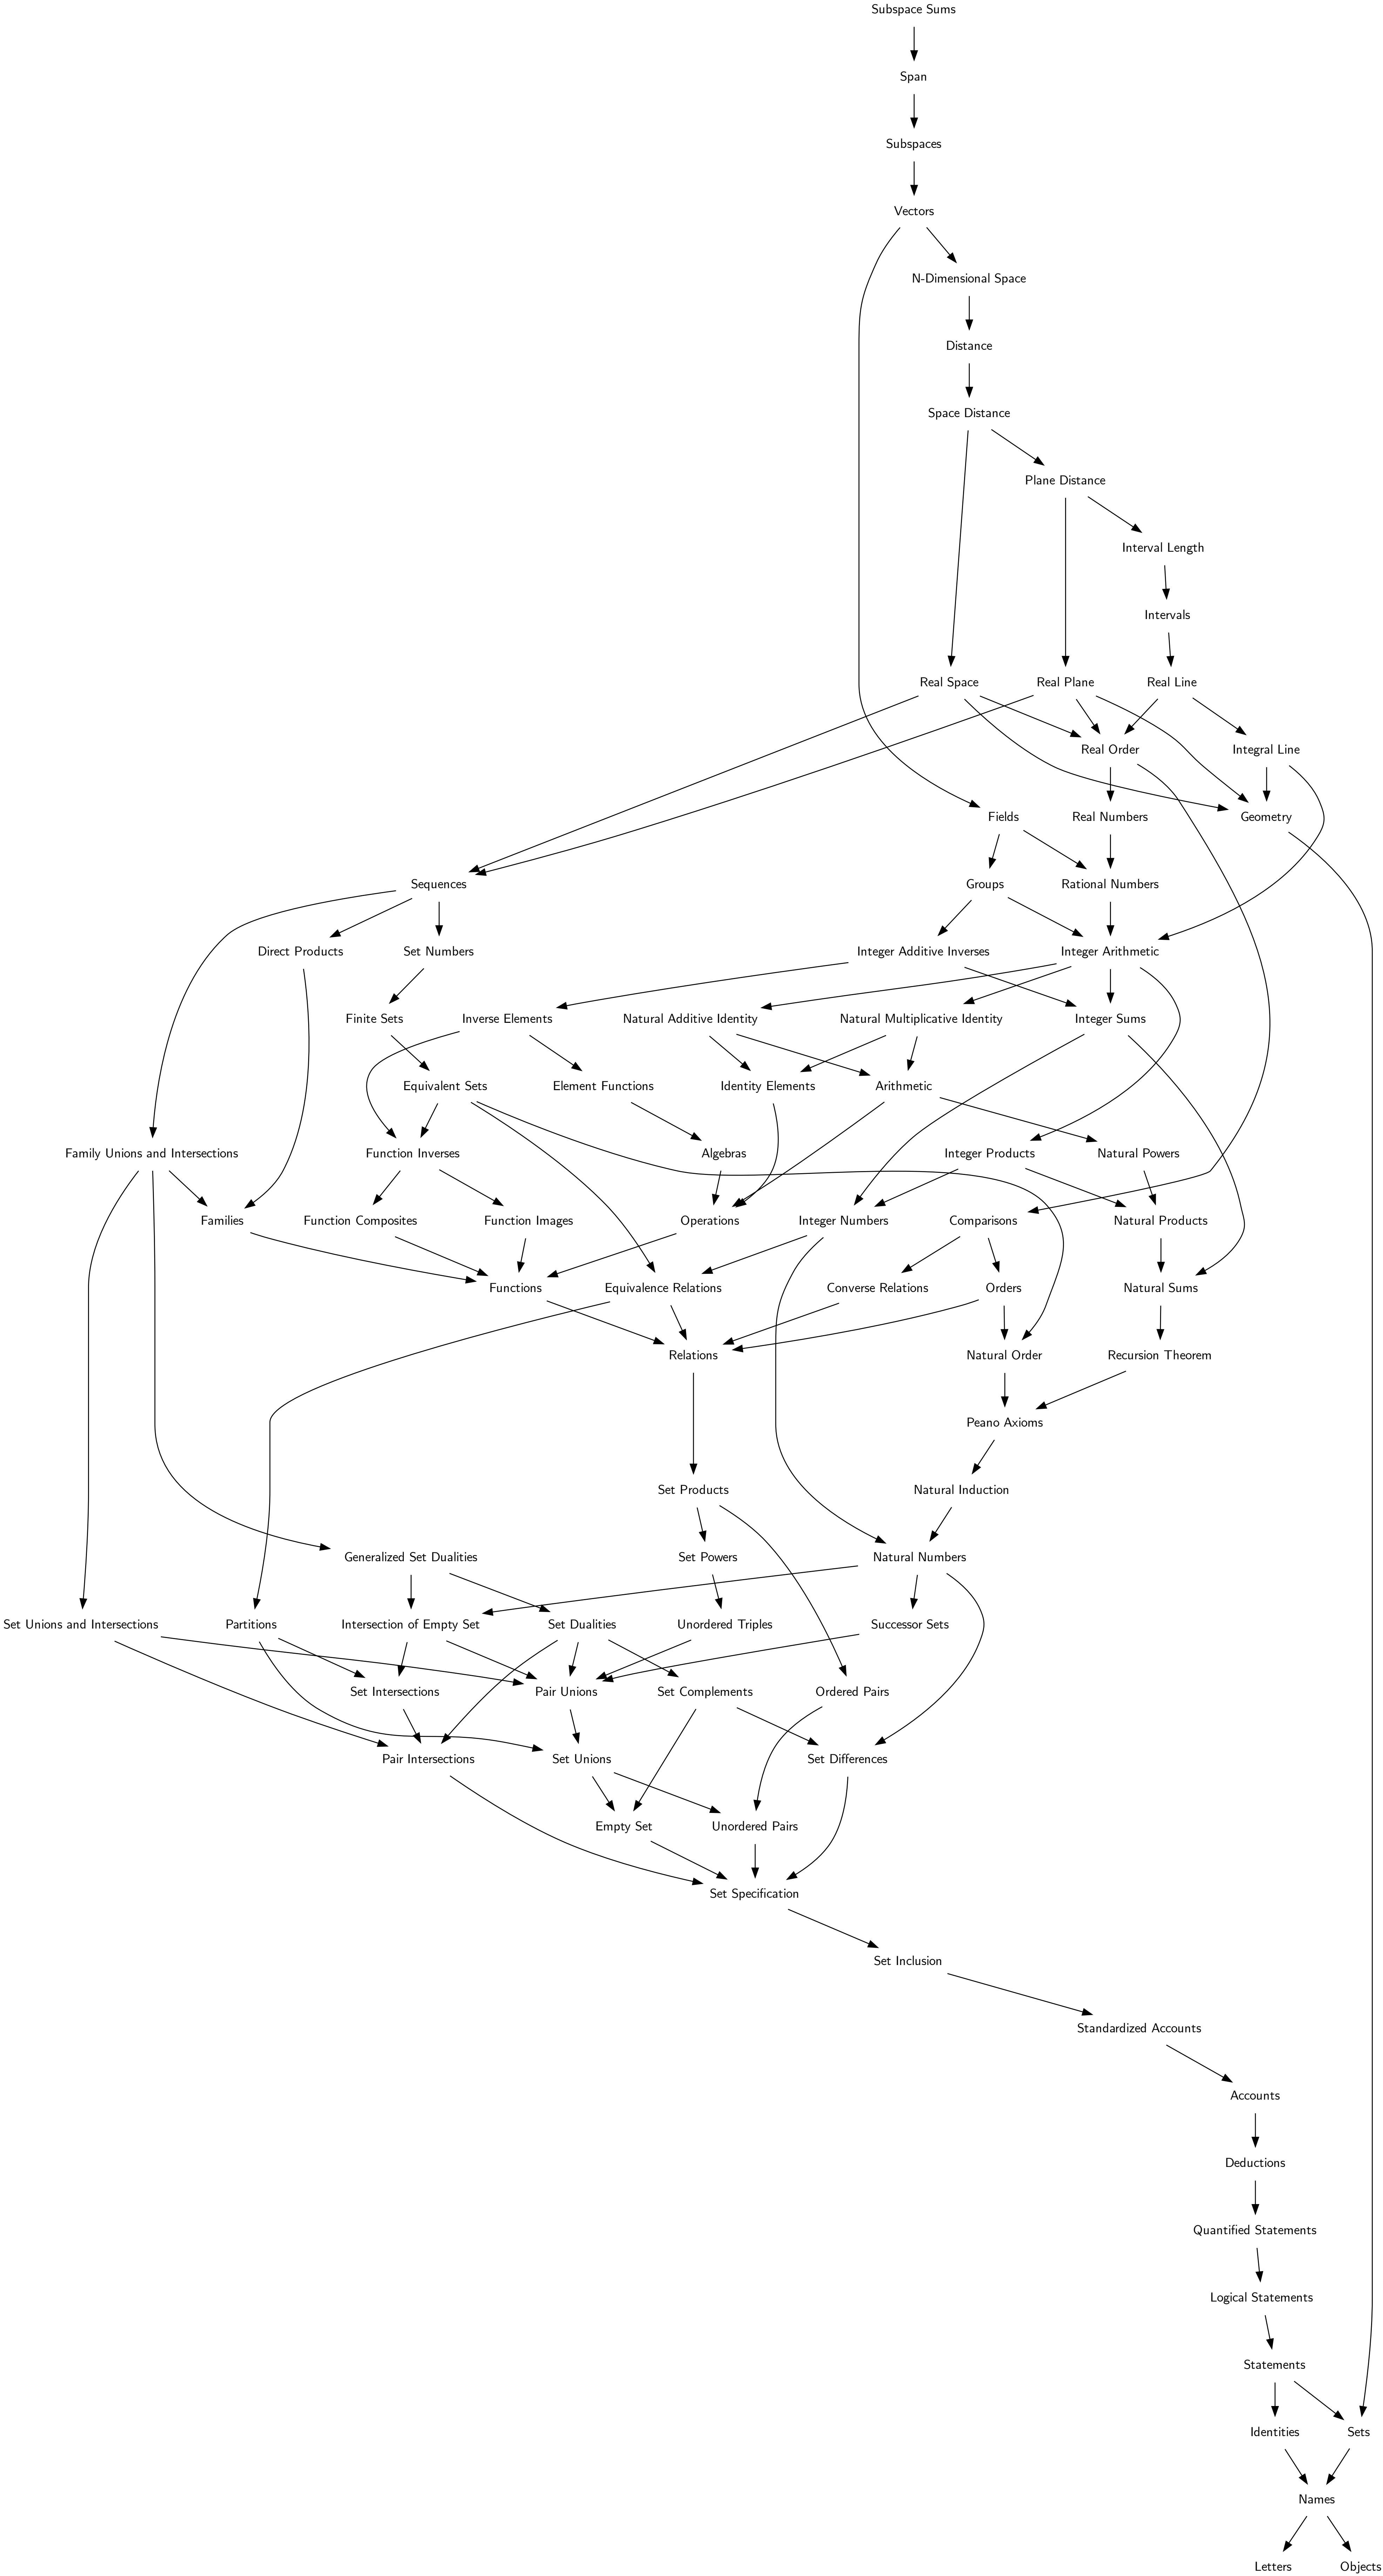 Subspace Sums
Span
Subspaces
Vectors
N-Dimensional Space
Distance
Space Distance
Plane Distance
Interval Length
Intervals
Real Space
Real Plane
Real Line
Real Order
Integral Line
Fields
Real Numbers
Geometry
Sequences
Groups
Rational Numbers
Direct Products
Set Numbers
Integer Additive Inverses
Integer Arithmetic
Finite Sets
Inverse Elements
Natural Additive Identity
Natural Multiplicative Identity
Integer Sums
Equivalent Sets
Element Functions
Identity Elements
Arithmetic
Family Unions and Intersections
Function Inverses
Algebras
Integer Products
Natural Powers
Families
Function Composites
Function Images
Operations
Integer Numbers
Comparisons
Natural Products
Functions
Equivalence Relations
Converse Relations
Orders
Natural Sums
Relations
Natural Order
Recursion Theorem
Peano Axioms
Set Products
Natural Induction
Generalized Set Dualities
Set Powers
Natural Numbers
Set Unions and Intersections
Partitions
Intersection of Empty Set
Set Dualities
Unordered Triples
Successor Sets
Set Intersections
Pair Unions
Set Complements
Ordered Pairs
Pair Intersections
Set Unions
Set Differences
Empty Set
Unordered Pairs
Set Specification
Set Inclusion
Standardized Accounts
Accounts
Deductions
Quantified Statements
Logical Statements
Statements
Identities
Sets
Names
Letters
Objects